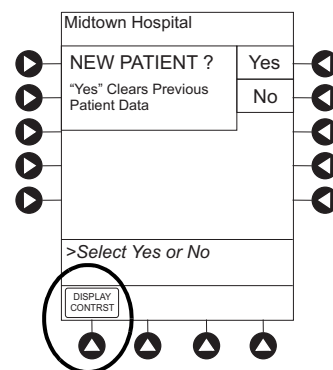 Midtown Hospital
NEW PATIENT ? Yes
“Yes” Clears Previous
Patient Data
No
>Select Yes or No
DISPLAY
CONTRST